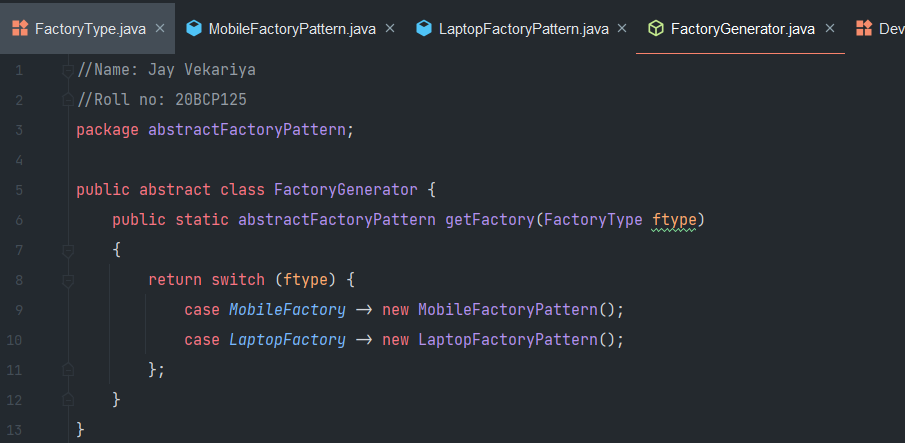 FactoryType.java × MobileFactoryPattern.java × LaptopFactoryPattern.java × FactoryGenerator.java × Dev
1 //Name: Jay Vekariya
2 //Roll no: 20BCP125
3 package abstractFactoryPattern;
4
5 public abstract class FactoryGenerator {
6 public static abstractFactoryPattern getFactory(FactoryType ftype)
7 {
8 return switch (ftype) {
9 case MobileFactory -> new MobileFactoryPattern();
10 case LaptopFactory -> new LaptopFactoryPattern();
11 };
12 }
13 }